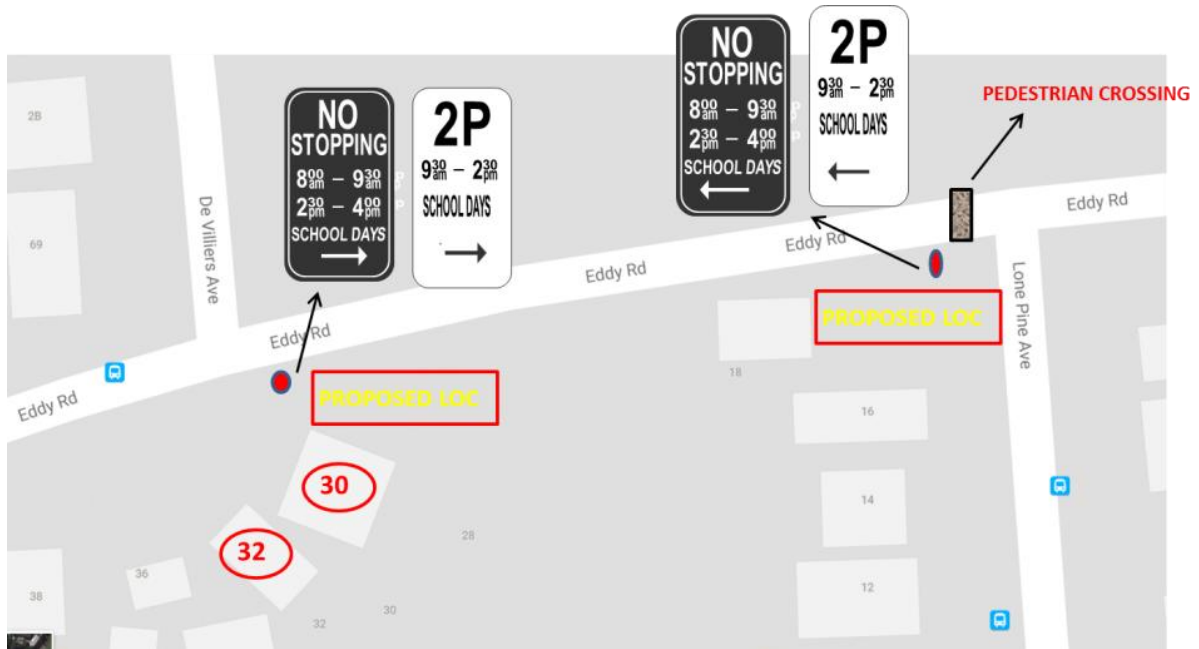 NO
STOPPING
8⁰⁰am – 9³⁰am
2³⁰pm – 4⁰⁰pm
SCHOOL DAYS
2P
9³⁰am – 2³⁰pm
SCHOOL DAYS
PEDESTRIAN CROSSING
NO
STOPPING
8⁰⁰am – 9³⁰am
2³⁰pm – 4⁰⁰pm
SCHOOL DAYS
2P
9³⁰am – 2³⁰pm
SCHOOL DAYS
2B
69
De Villiers Ave
Eddy Rd
Eddy Rd
Eddy Rd
Eddy Rd
Eddy Rd
Lone Pine Ave
PROPOSED LOC
PROPOSED LOC
18
16
30
14
32
28
36
38
12
30
32